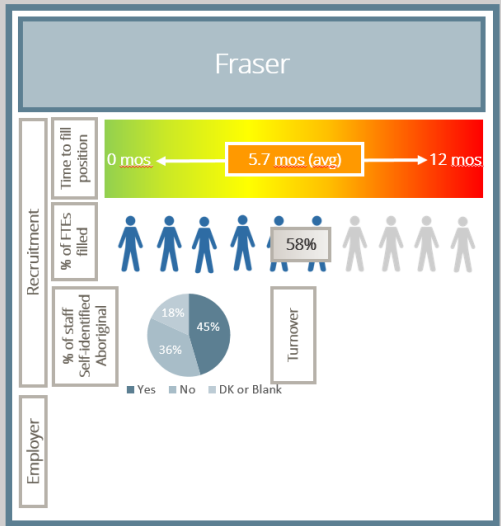 Fraser
Recruitment
Time to fill
position
0 mos
5.7 mos (avg)
12 mos
% of FTEs
filled
58%
% of staff
Self-identified
Aboriginal
18%
45%
36%
Yes
No
DK or Blank
Turnover
Employer